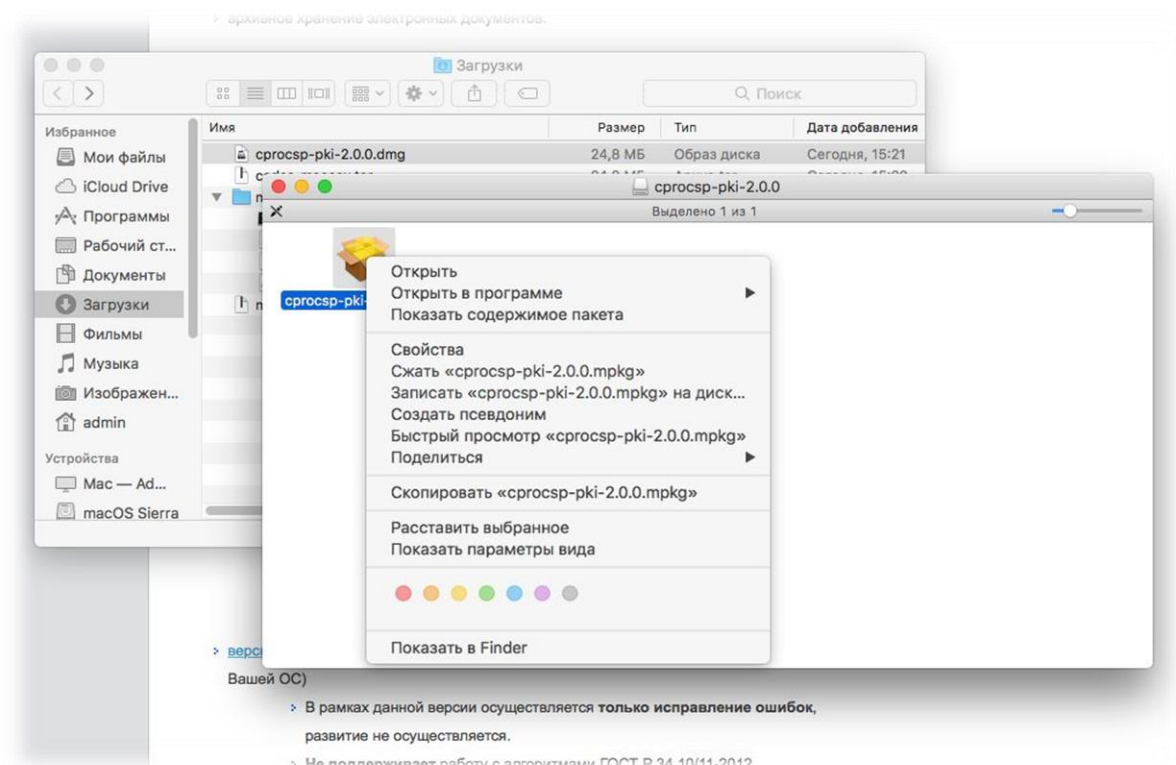 архивное хранение электронных документов.
Загрузки
Поиск
Избранное
Мои файлы
iCloud Drive
Программы
Рабочий ст...
Документы
Загрузки
Фильмы
Музыка
Изображен...
admin
Устройства
Mac — Ad...
macOS Sierra
Имя Размер Тип Дата добавления
cprocsp-pki-2.0.0.dmg 24,8 МБ Образ диска Сегодня, 15:21
cprocsp-pki-2.0.0
Выделено 1 из 1
cprocsp-pki-
Открыть
Открыть в программе
Показать содержимое пакета
Свойства
Сжать «cprocsp-pki-2.0.0.mpkg»
Записать «cprocsp-pki-2.0.0.mpkg» на диск...
Создать псевдоним
Быстрый просмотр «cprocsp-pki-2.0.0.mpkg»
Поделиться
Скопировать «cprocsp-pki-2.0.0.mpkg»
Расставить выбранное
Показать параметры вида
Показать в Finder
верс
Вашей ОС)
В рамках данной версии осуществляется только исправление ошибок,
развитие не осуществляется.
Не поддерживает работу с алгоритмами ГОСТ Р 34.10/11-2012